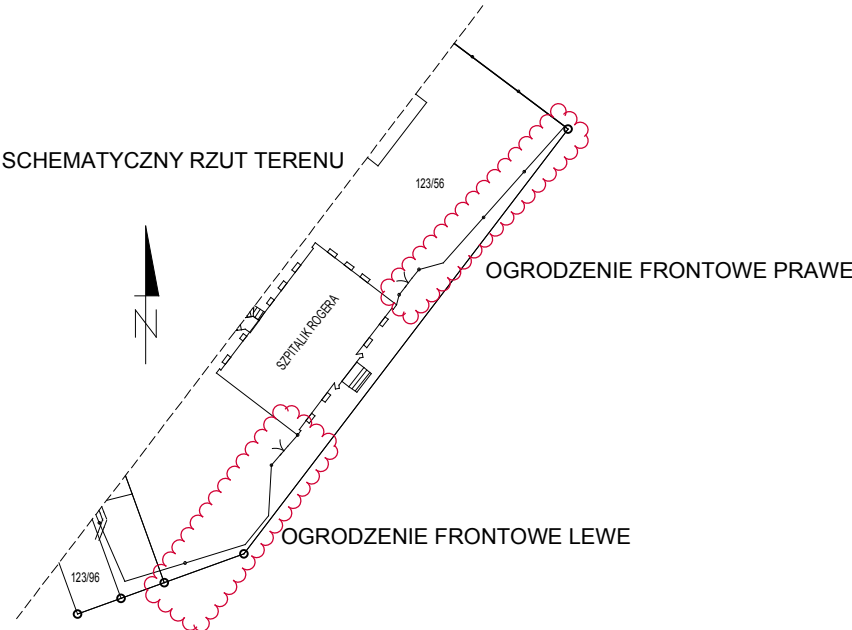 SCHEMATYCZNY RZUT TERENU
123/56
N
OGRODZENIE FRONTOWE PRAWE
SZPITALIK ROGERA
OGRODZENIE FRONTOWE LEWE
123/96